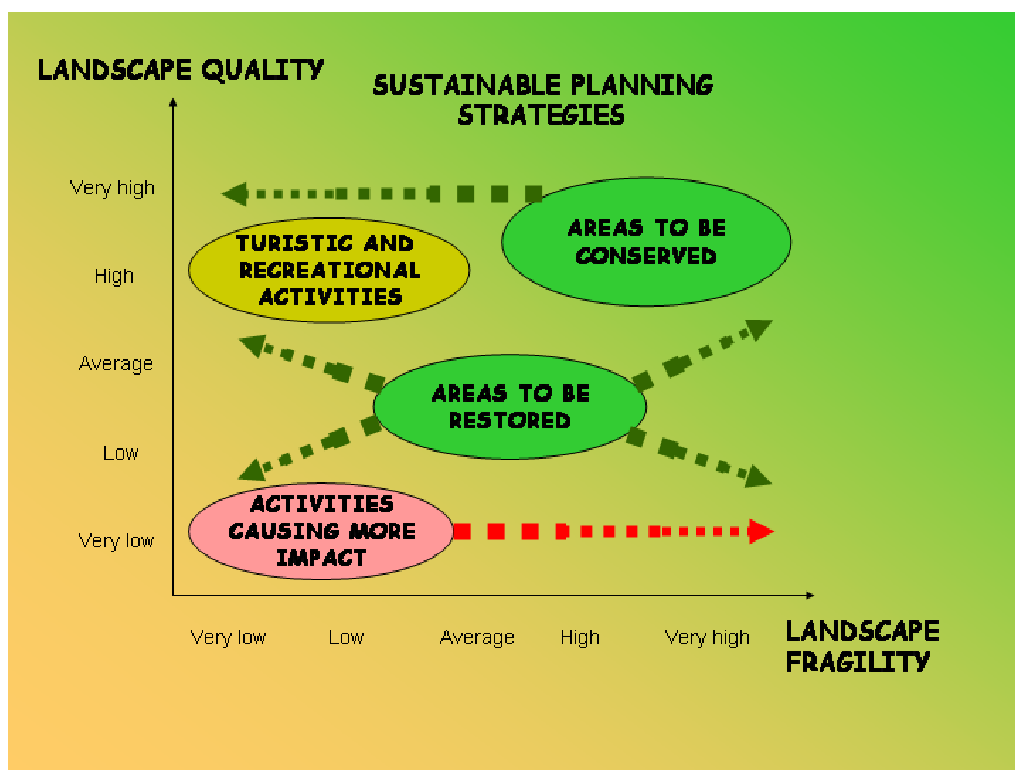 LANDSCAPE QUALITY
SUSTAINABLE PLANNING
STRATEGIES
Very high
High
Average
Low
Very low
TURISTIC AND
RECREATIONAL
ACTIVITIES
AREAS TO BE
CONSERVED
AREAS TO BE
RESTORED
ACTIVITIES
CAUSING MORE
IMPACT
Very low
Low
Average
High
Very high
LANDSCAPE
FRAGILITY